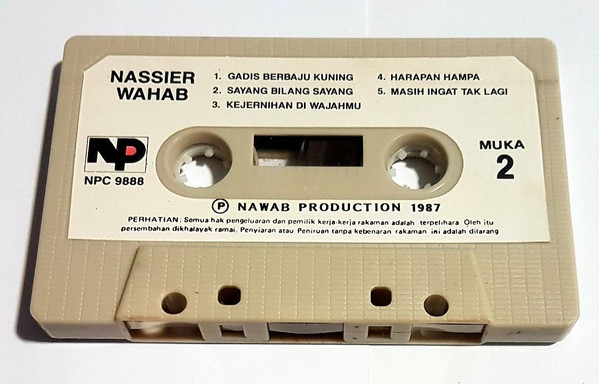 NASSIER
WAHAB
1. GADIS BERBAJU KUNING
2. SAYANG BILANG SAYANG
3. KEJERNIHAN DI WAJAHMU
4. HARAPAN HAMPA
5. MASIH INGAT TAK LAGI
NP
NPC 9888
MUKA
2
Ⓟ NAWAB PRODUCTION 1987
PERHATIAN: Semua hak pengeluaran dan pemilik kerja-kerja rakaman adalah terpelihara Oleh itu
persembahan dikhalayak ramai, Penyiaran atau Peniruan tanpa kebenaran rakaman ini adalah dilarang